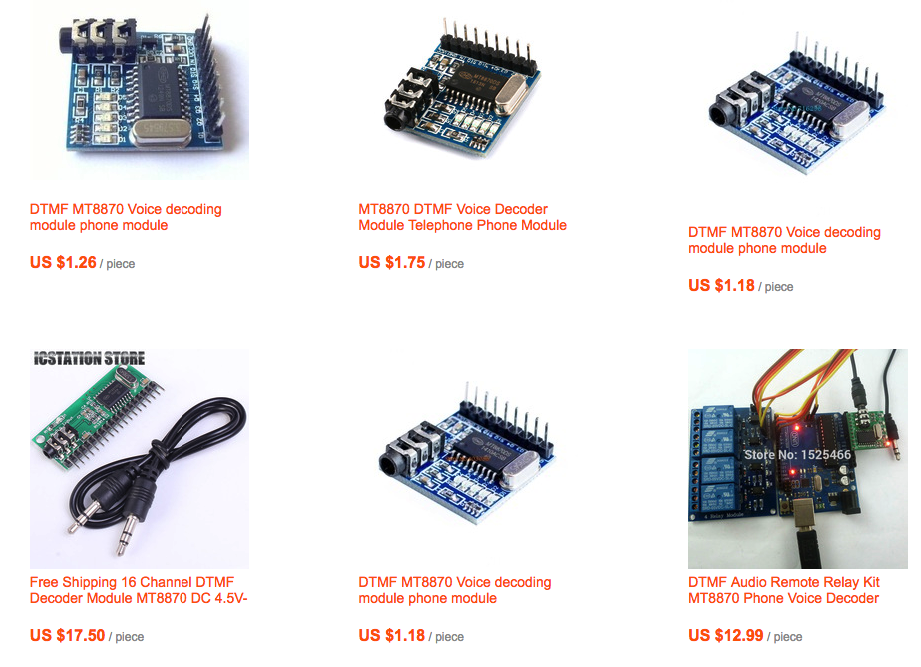 DTMF MT8870 Voice decoding
module phone module
US $1.26 / piece
MT8870 DTMF Voice Decoder
Module Telephone Phone Module
US $1.75 / piece
DTMF MT8870 Voice decoding
module phone module
US $1.18 / piece
ICSTATION STORE
Free Shipping 16 Channel DTMF
Decoder Module MT8870 DC 4.5V-
US $17.50 / piece
DTMF MT8870 Voice decoding
module phone module
US $1.18 / piece
Store No: 1525466
4 Relay Module
DTMF Audio Remote Relay Kit
MT8870 Phone Voice Decoder
US $12.99 / piece